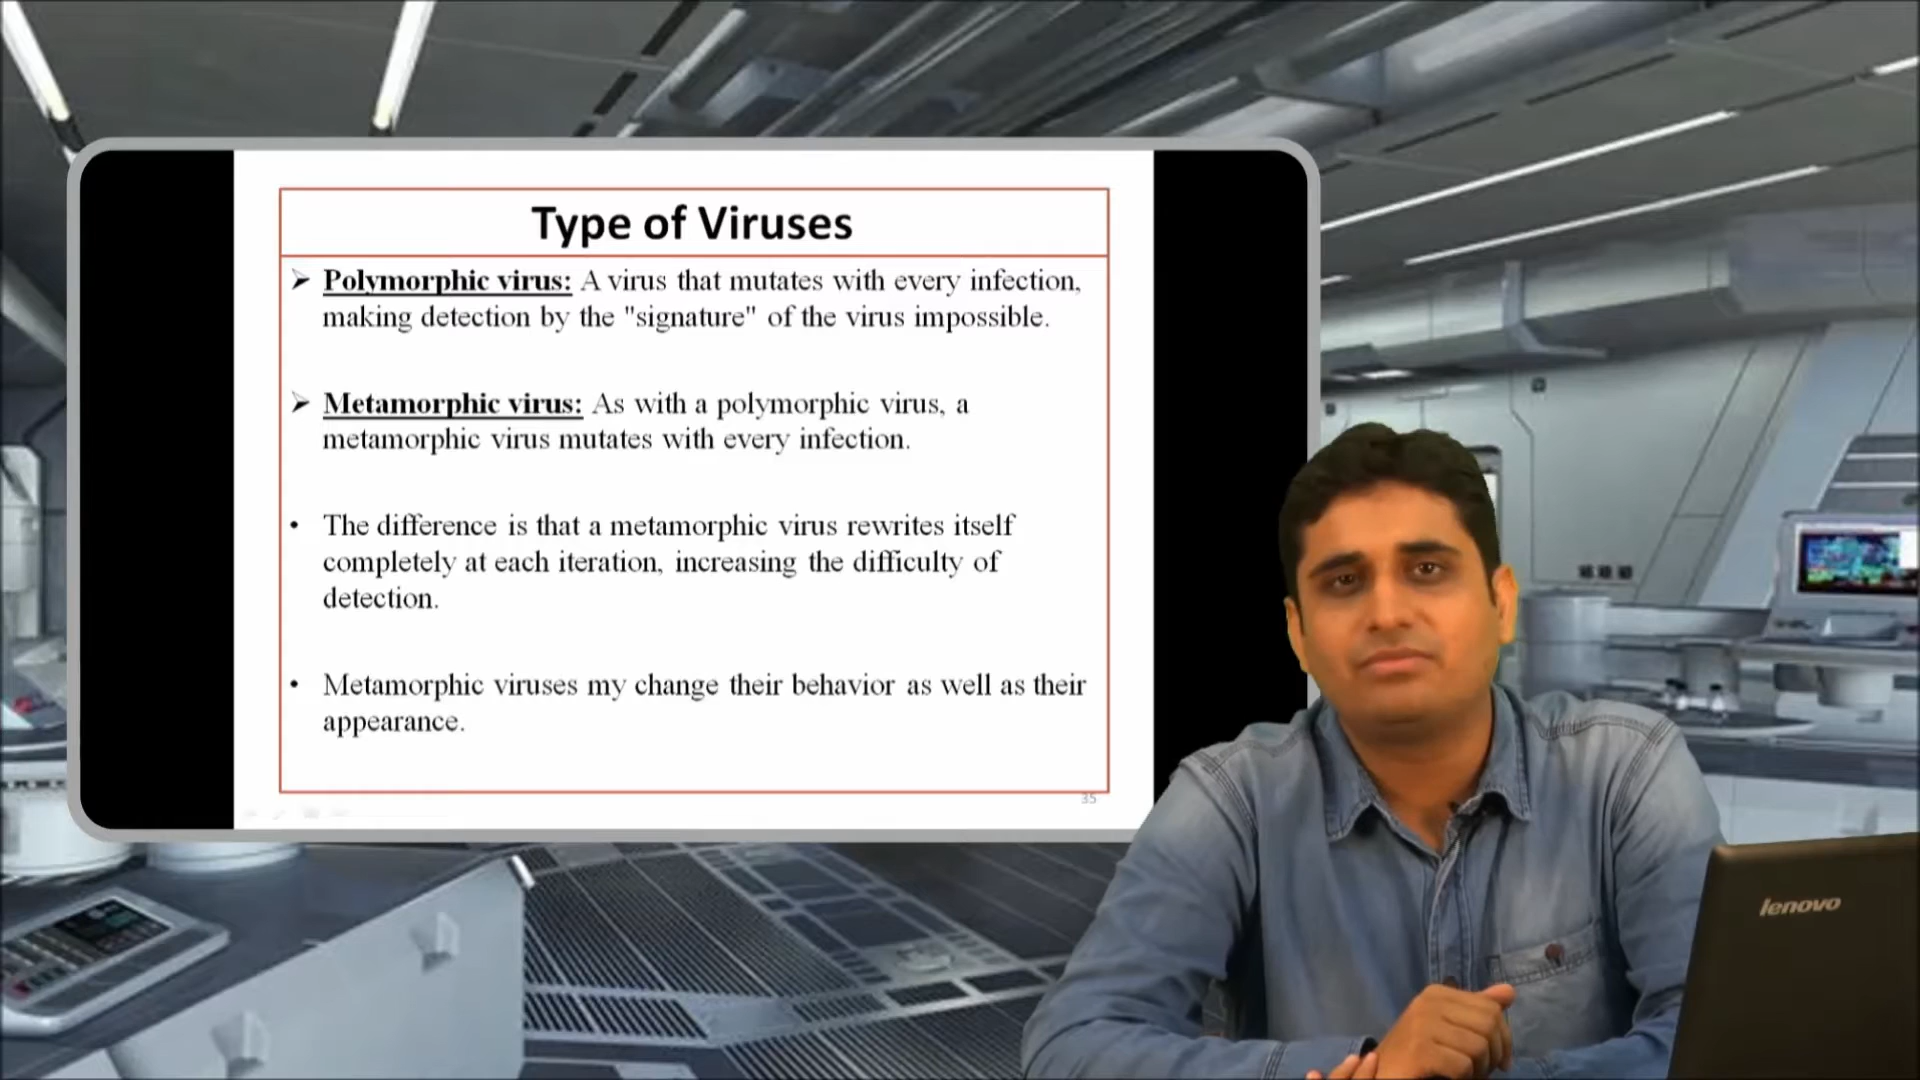 Type of Viruses
➢ Polymorphic virus: A virus that mutates with every infection,
making detection by the "signature" of the virus impossible.
➢ Metamorphic virus: As with a polymorphic virus, a
metamorphic virus mutates with every infection.
• The difference is that a metamorphic virus rewrites itself
completely at each iteration, increasing the difficulty of
detection.
• Metamorphic viruses my change their behavior as well as their
appearance.
35
lenovo